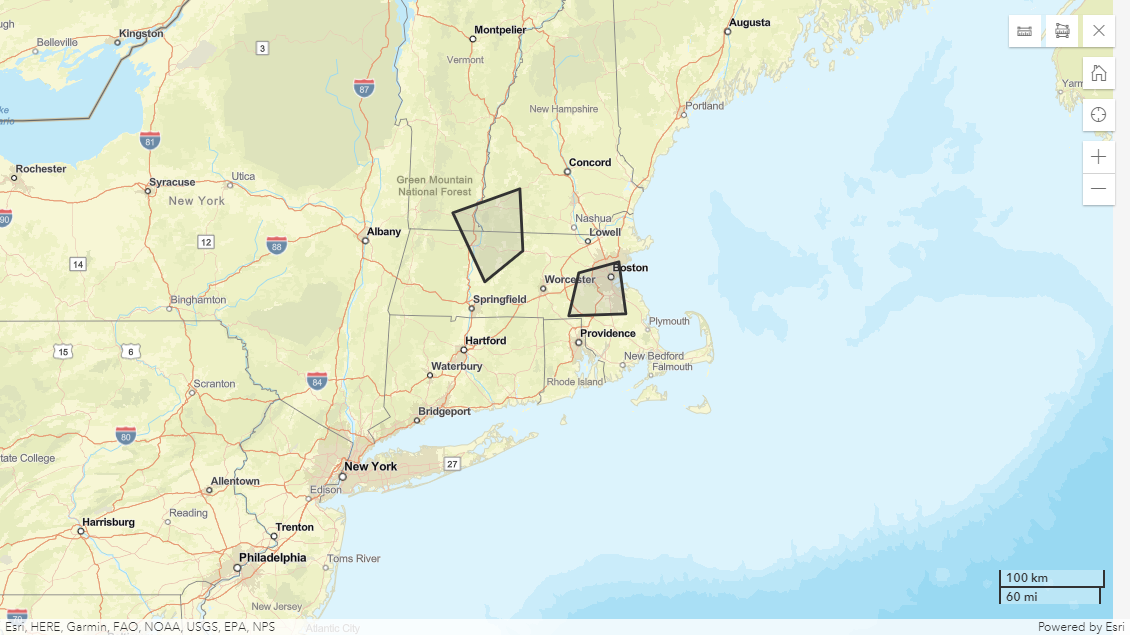 Augusta
Kingston
Montpelier
ugh
Belleville
3
Vermont
87
Yarm
New Hampshire
Portland
ke
ario
81
Concord
Rochester
Utica
Green Mountain
National Forest
Syracuse
New York
90
Nashua
Albany
Lowell
12
88
14
Boston
Worcester
Binghamton
Springfield
Plymouth
Providence
Hartford
15
6
New Bedford
Waterbury
Falmouth
84
Scranton
Rhode Island
Bridgeport
80
tate College
New York
27
Allentown
Edison
Reading
Harrisburg
Trenton
Philadelphia
Toms River
100 km
60 mi
New Jersey
70
Atlantic City
Esri, HERE, Garmin, FAO, NOAA, USGS, EPA, NPS
Powered by Esri